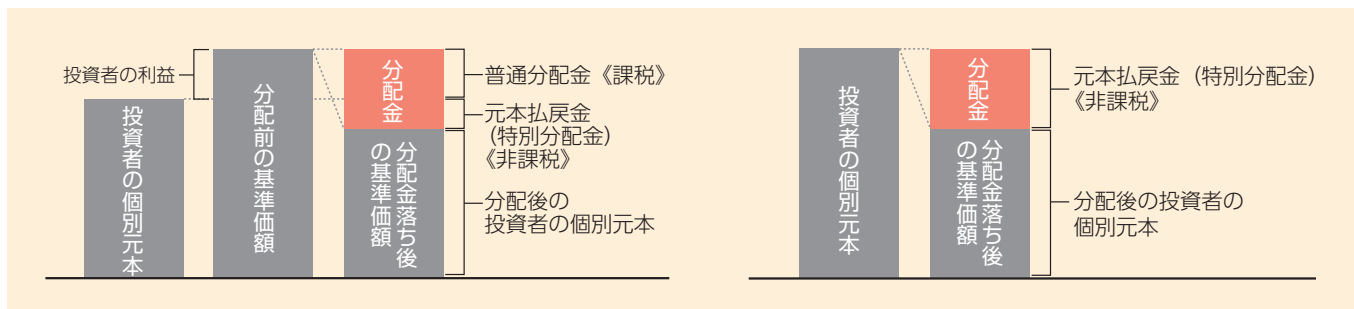 投資者の利益
投資者の個別元本
分配前の基準価額
分配金
分配金落ち後
の基準価額
普通分配金《課税》
元本払戻金
(特別分配金)
《非課税》
分配後の
投資者の個別元本
投資者の個別元本
分配金
分配金落ち後
の基準価額
元本払戻金（特別分配金）
《非課税》
分配後の投資者の
個別元本